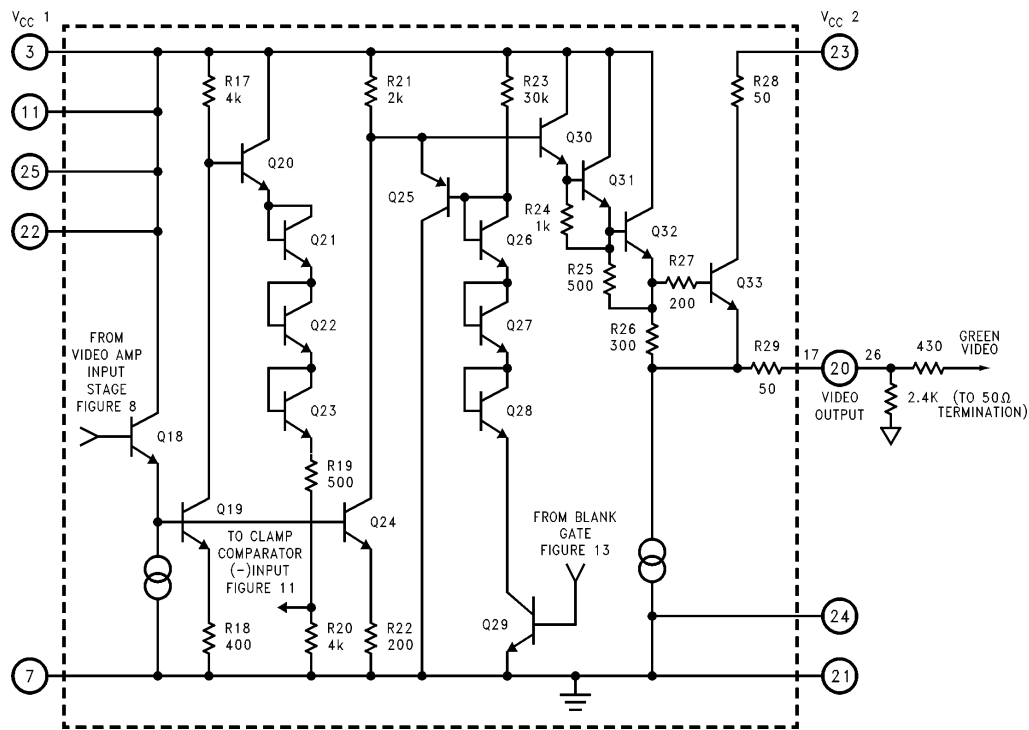 VCC 1
VCC 2
3
23
R17
4k
R21
2k
R23
30k
R28
50
11
Q30
Q20
25
Q25
Q31
R24
1k
22
Q21
Q26
Q32
R25
500
R27
200
Q33
Q22
Q27
R26
300
FROM
VIDEO AMP
INPUT
STAGE
FIGURE 8
R29
50
17
20
26
430
GREEN
VIDEO
VIDEO
OUTPUT
2.4K
(TO 50Ω
TERMINATION)
Q18
Q23
Q28
R19
500
Q19
Q24
TO CLAMP
COMPARATOR
(-)INPUT
FIGURE 11
FROM BLANK
GATE
FIGURE 13
R18
400
R20
4k
R22
200
Q29
24
7
21